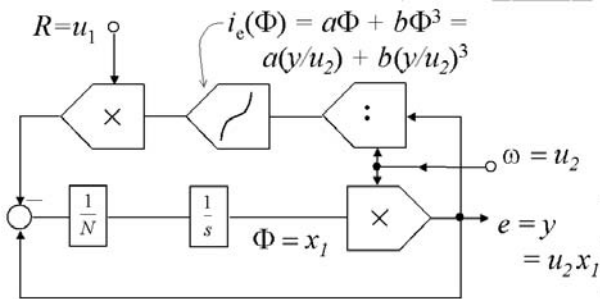 R=u₁
iₑ(Φ) = aΦ + bΦ³ =
a(y/u₂) + b(y/u₂)³
×
:
ω = u₂
−
1/N
1/s
Φ = x₁
×
e = y
= u₂x₁